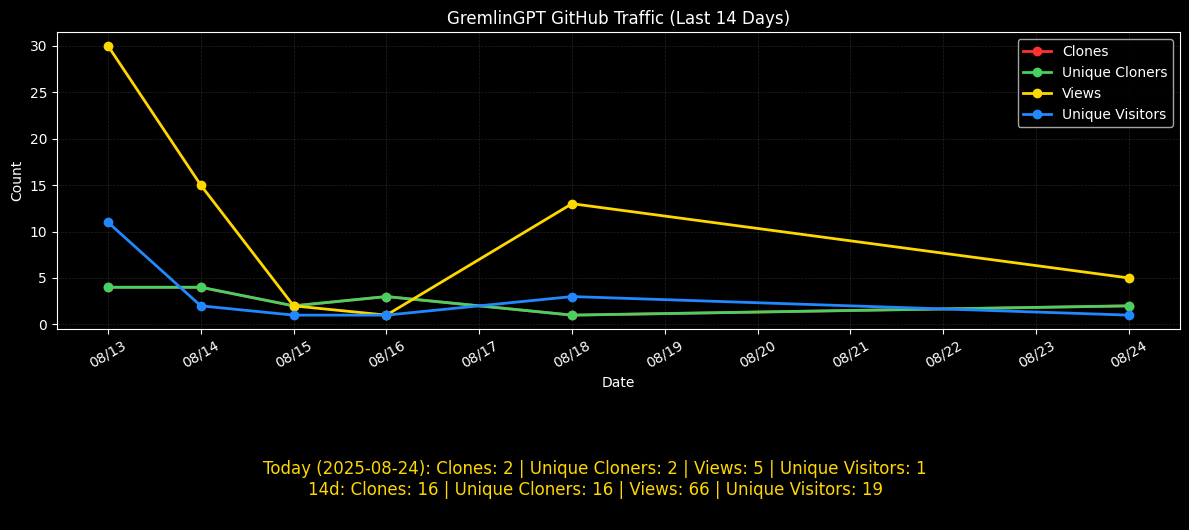 GremlinGPT GitHub Traffic (Last 14 Days)
Clones
Unique Cloners
Views
Unique Visitors
Count
30
25
20
15
10
5
0
08/13 08/14 08/15 08/16 08/17 08/18 08/19 08/20 08/21 08/22 08/23 08/24
Date
Today (2025-08-24): Clones: 2 | Unique Cloners: 2 | Views: 5 | Unique Visitors: 1
14d: Clones: 16 | Unique Cloners: 16 | Views: 66 | Unique Visitors: 19